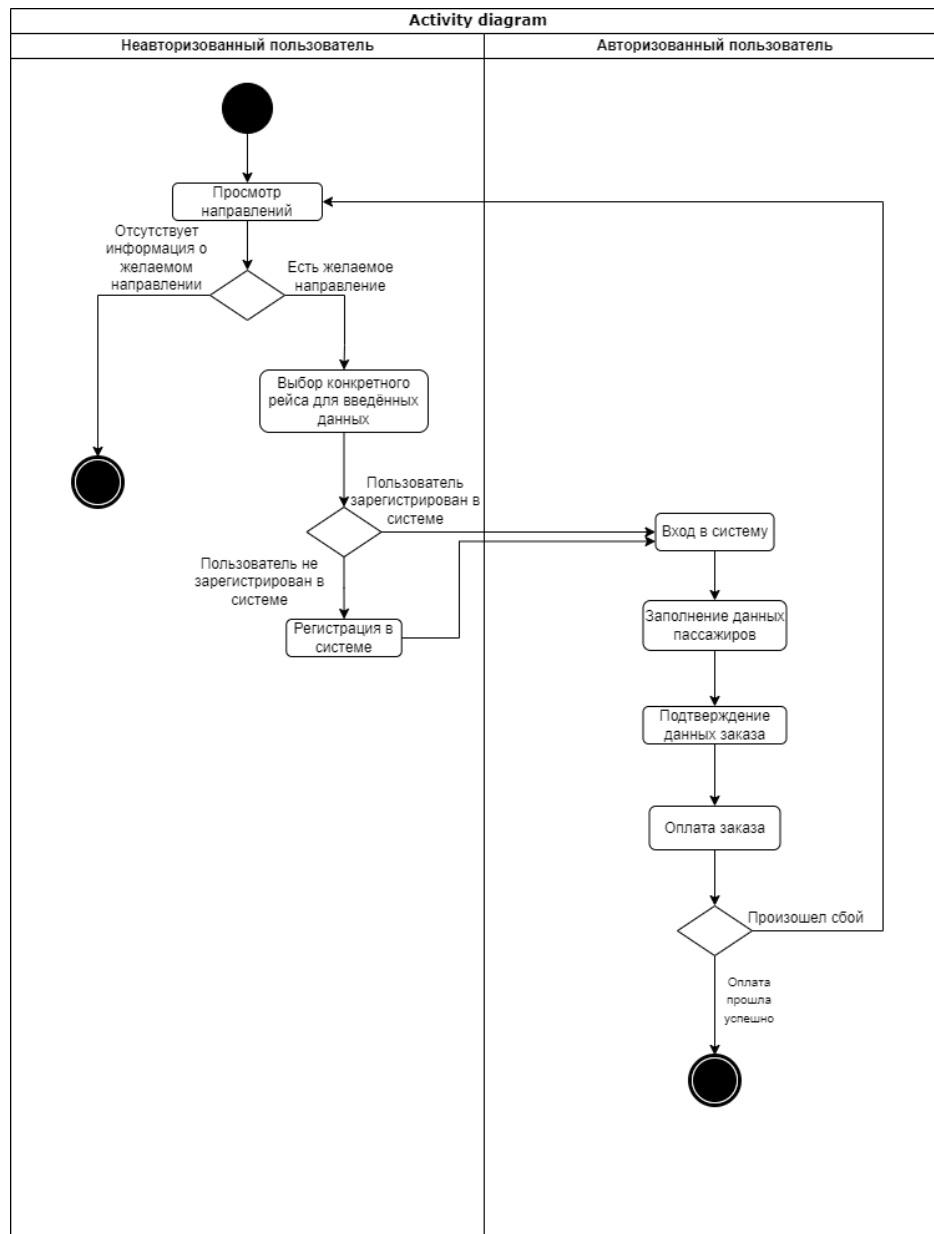 Activity diagram
Неавторизованный пользователь
Авторизованный пользователь
Просмотр
направлений
Отсутствует
информация о
желаемом
направлении
Есть желаемое
направление
Выбор конкретного
рейса для введённых
данных
Пользователь
зарегистрирован в
системе
Вход в систему
Пользователь не
зарегистрирован в
системе
Регистрация в
системе
Заполнение данных
пассажиров
Подтверждение
данных заказа
Оплата заказа
Произошел сбой
Оплата
прошла
успешно